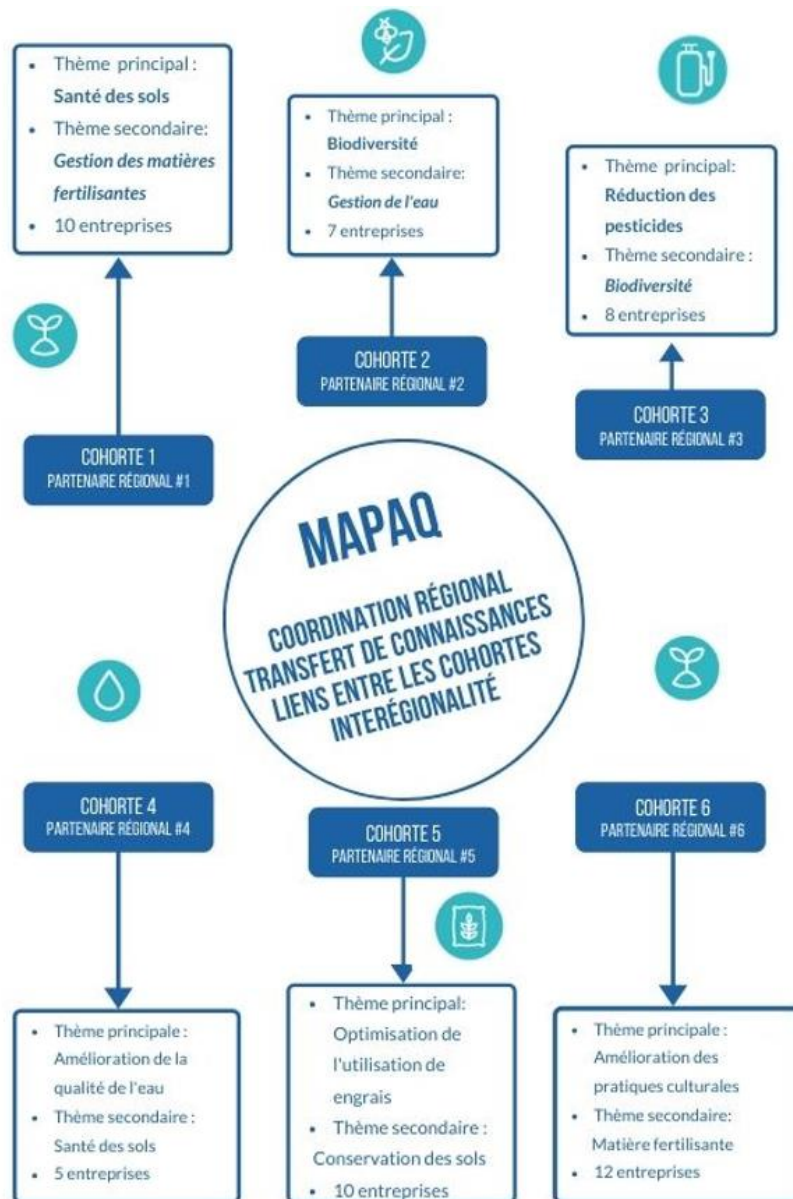 • Thème principal :
Santé des sols
• Thème secondaire:
Gestion des matières
fertilisantes
• 10 entreprises
• Thème principal :
Biodiversité
• Thème secondaire:
Gestion de l'eau
• 7 entreprises
• Thème principal:
Réduction des
pesticides
• Thème secondaire :
Biodiversité
• 8 entreprises
COHORTE 1
PARTENAIRE RÉGIONAL #1
COHORTE 2
PARTENAIRE RÉGIONAL #2
COHORTE 3
PARTENAIRE RÉGIONAL #3
MAPAQ
COORDINATION RÉGIONAL
TRANSFERT DE CONNAISSANCES
LIENS ENTRE LES COHORTES
INTERÉGIONALITÉ
COHORTE 4
PARTENAIRE RÉGIONAL #4
COHORTE 5
PARTENAIRE RÉGIONAL #5
COHORTE 6
PARTENAIRE RÉGIONAL #6
• Thème principale :
Amélioration de la
qualité de l'eau
• Thème secondaire :
Santé des sols
• 5 entreprises
• Thème principal:
Optimisation de
l'utilisation de
engrais
• Thème secondaire :
Conservation des sols
• 10 entreprises
• Thème principale :
Amélioration des
pratiques culturales
• Thème secondaire:
Matière fertilisante
• 12 entreprises